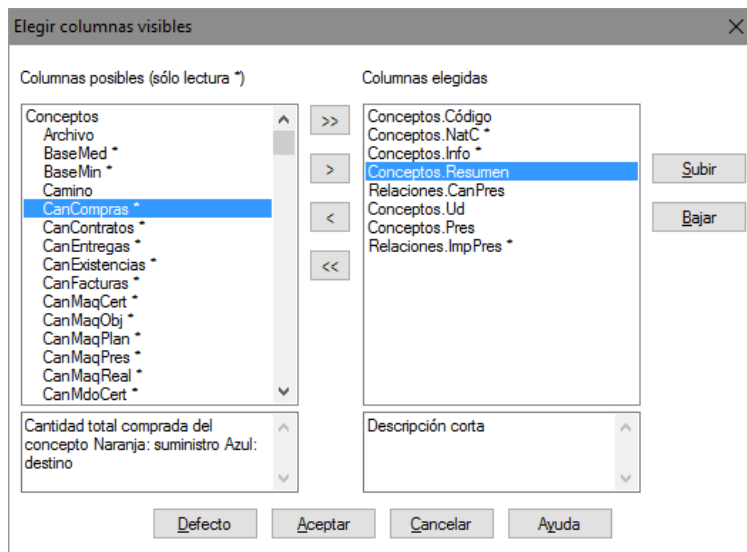 Elegir columnas visibles
Columnas posibles (sólo lectura *)
Conceptos
Archivo
BaseMed *
BaseMin *
Camino
CanCompras *
CanContratos *
CanEntregas *
CanExistencias *
CanFacturas *
CanMaqCert *
CanMaqObj *
CanMaqPlan *
CanMaqPres *
CanMaqReal *
CanMdoCert *
Cantidad total comprada del
concepto Naranja: suministro Azul:
destino
>>
>
<
<<
Columnas elegidas
Conceptos.Código
Conceptos.NatC *
Conceptos.Info *
Conceptos.Resumen
Relaciones.CanPres
Conceptos.Ud
Conceptos.Pres
Relaciones.ImpPres *
Descripción corta
Subir
Bajar
Defecto
Aceptar
Cancelar
Ayuda